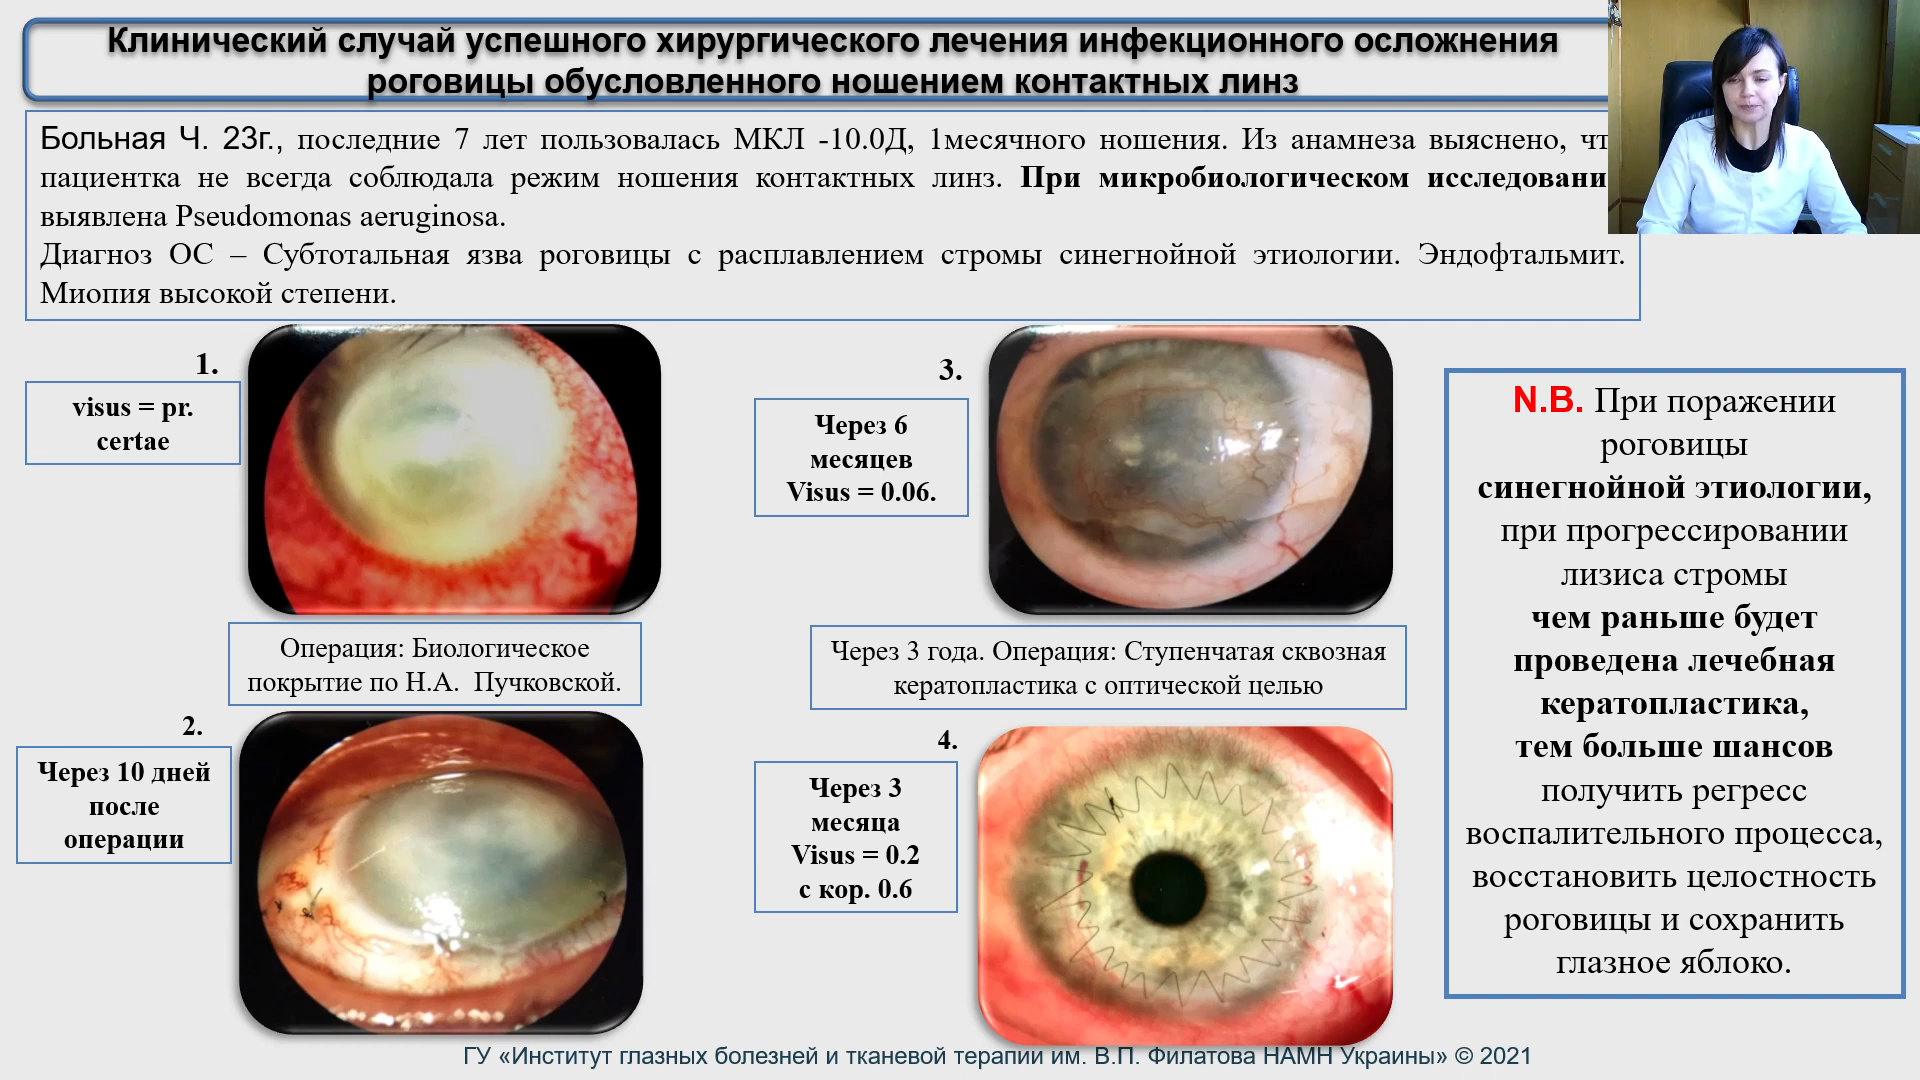 Клинический случай успешного хирургического лечения инфекционного осложнения
роговицы обусловленного ношением контактных линз
Больная Ч. 23г., последние 7 лет пользовалась МКЛ -10.0Д, 1месячного ношения. Из анамнеза выяснено, чт
пациентка не всегда соблюдала режим ношения контактных линз. При микробиологическом исследовани
выявлена Pseudomonas aeruginosa.
Диагноз ОС – Субтотальная язва роговицы с расплавлением стромы синегнойной этиологии. Эндофтальмит.
Миопия высокой степени.
1.
visus = pr.
certae
Операция: Биологическое
покрытие по Н.А. Пучковской.
2.
Через 10 дней
после
операции
3.
Через 6
месяцев
Visus = 0.06.
Через 3 года. Операция: Ступенчатая сквозная
кератопластика с оптической целью
4.
Через 3
месяца
Visus = 0.2
с кор. 0.6
N.B. При поражении
роговицы
синегнойной этиологии,
при прогрессировании
лизиса стромы
чем раньше будет
проведена лечебная
кератопластика,
тем больше шансов
получить регресс
воспалительного процесса,
восстановить целостность
роговицы и сохранить
глазное яблоко.
ГУ «Институт глазных болезней и тканевой терапии им. В.П. Филатова НАМН Украины» © 2021